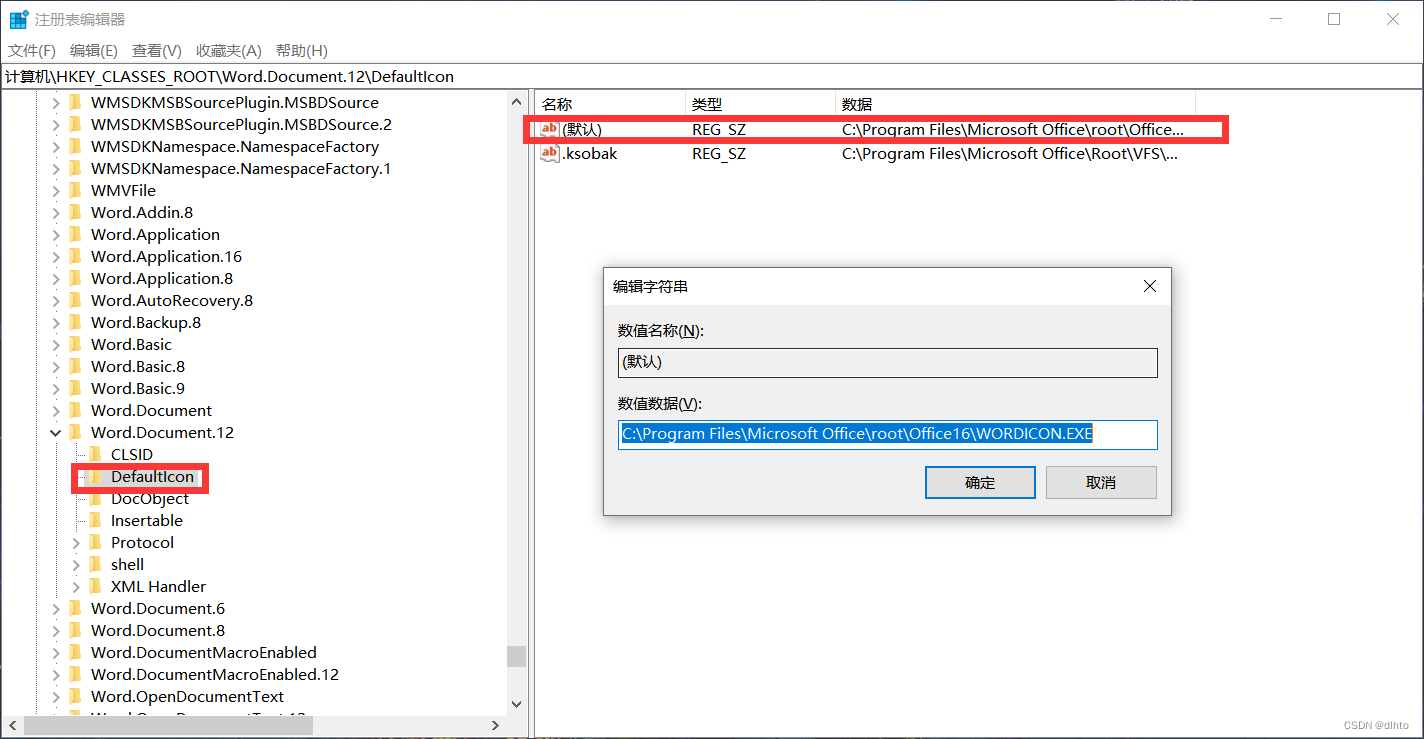 注册表编辑器
文件(F) 编辑(E) 查看(V) 收藏夹(A) 帮助(H)
计算机\HKEY_CLASSES_ROOT\Word.Document.12\DefaultIcon
WMSDKMSBSourcePlugin.MSBDSource
WMSDKMSBSourcePlugin.MSBDSource.2
WMSDKNamespace.NamespaceFactory
WMSDKNamespace.NamespaceFactory.1
WMVFile
Word.Addin.8
Word.Application
Word.Application.16
Word.Application.8
Word.AutoRecovery.8
Word.Backup.8
Word.Basic
Word.Basic.8
Word.Basic.9
Word.Document
Word.Document.12
CLSID
DefaultIcon
DocObject
Insertable
Protocol
shell
XML Handler
Word.Document.6
Word.Document.8
Word.DocumentMacroEnabled
Word.DocumentMacroEnabled.12
Word.OpenDocumentText
名称 类型 数据
ab (默认) REG_SZ C:\Program Files\Microsoft Office\root\Office...
ab .ksobak REG_SZ C:\Program Files\Microsoft Office\Root\VFS\...
编辑字符串
数值名称(N):
(默认)
数值数据(V):
C:\Program Files\Microsoft Office\root\Office16\WORDICON.EXE
确定 取消
CSDN @dlhto